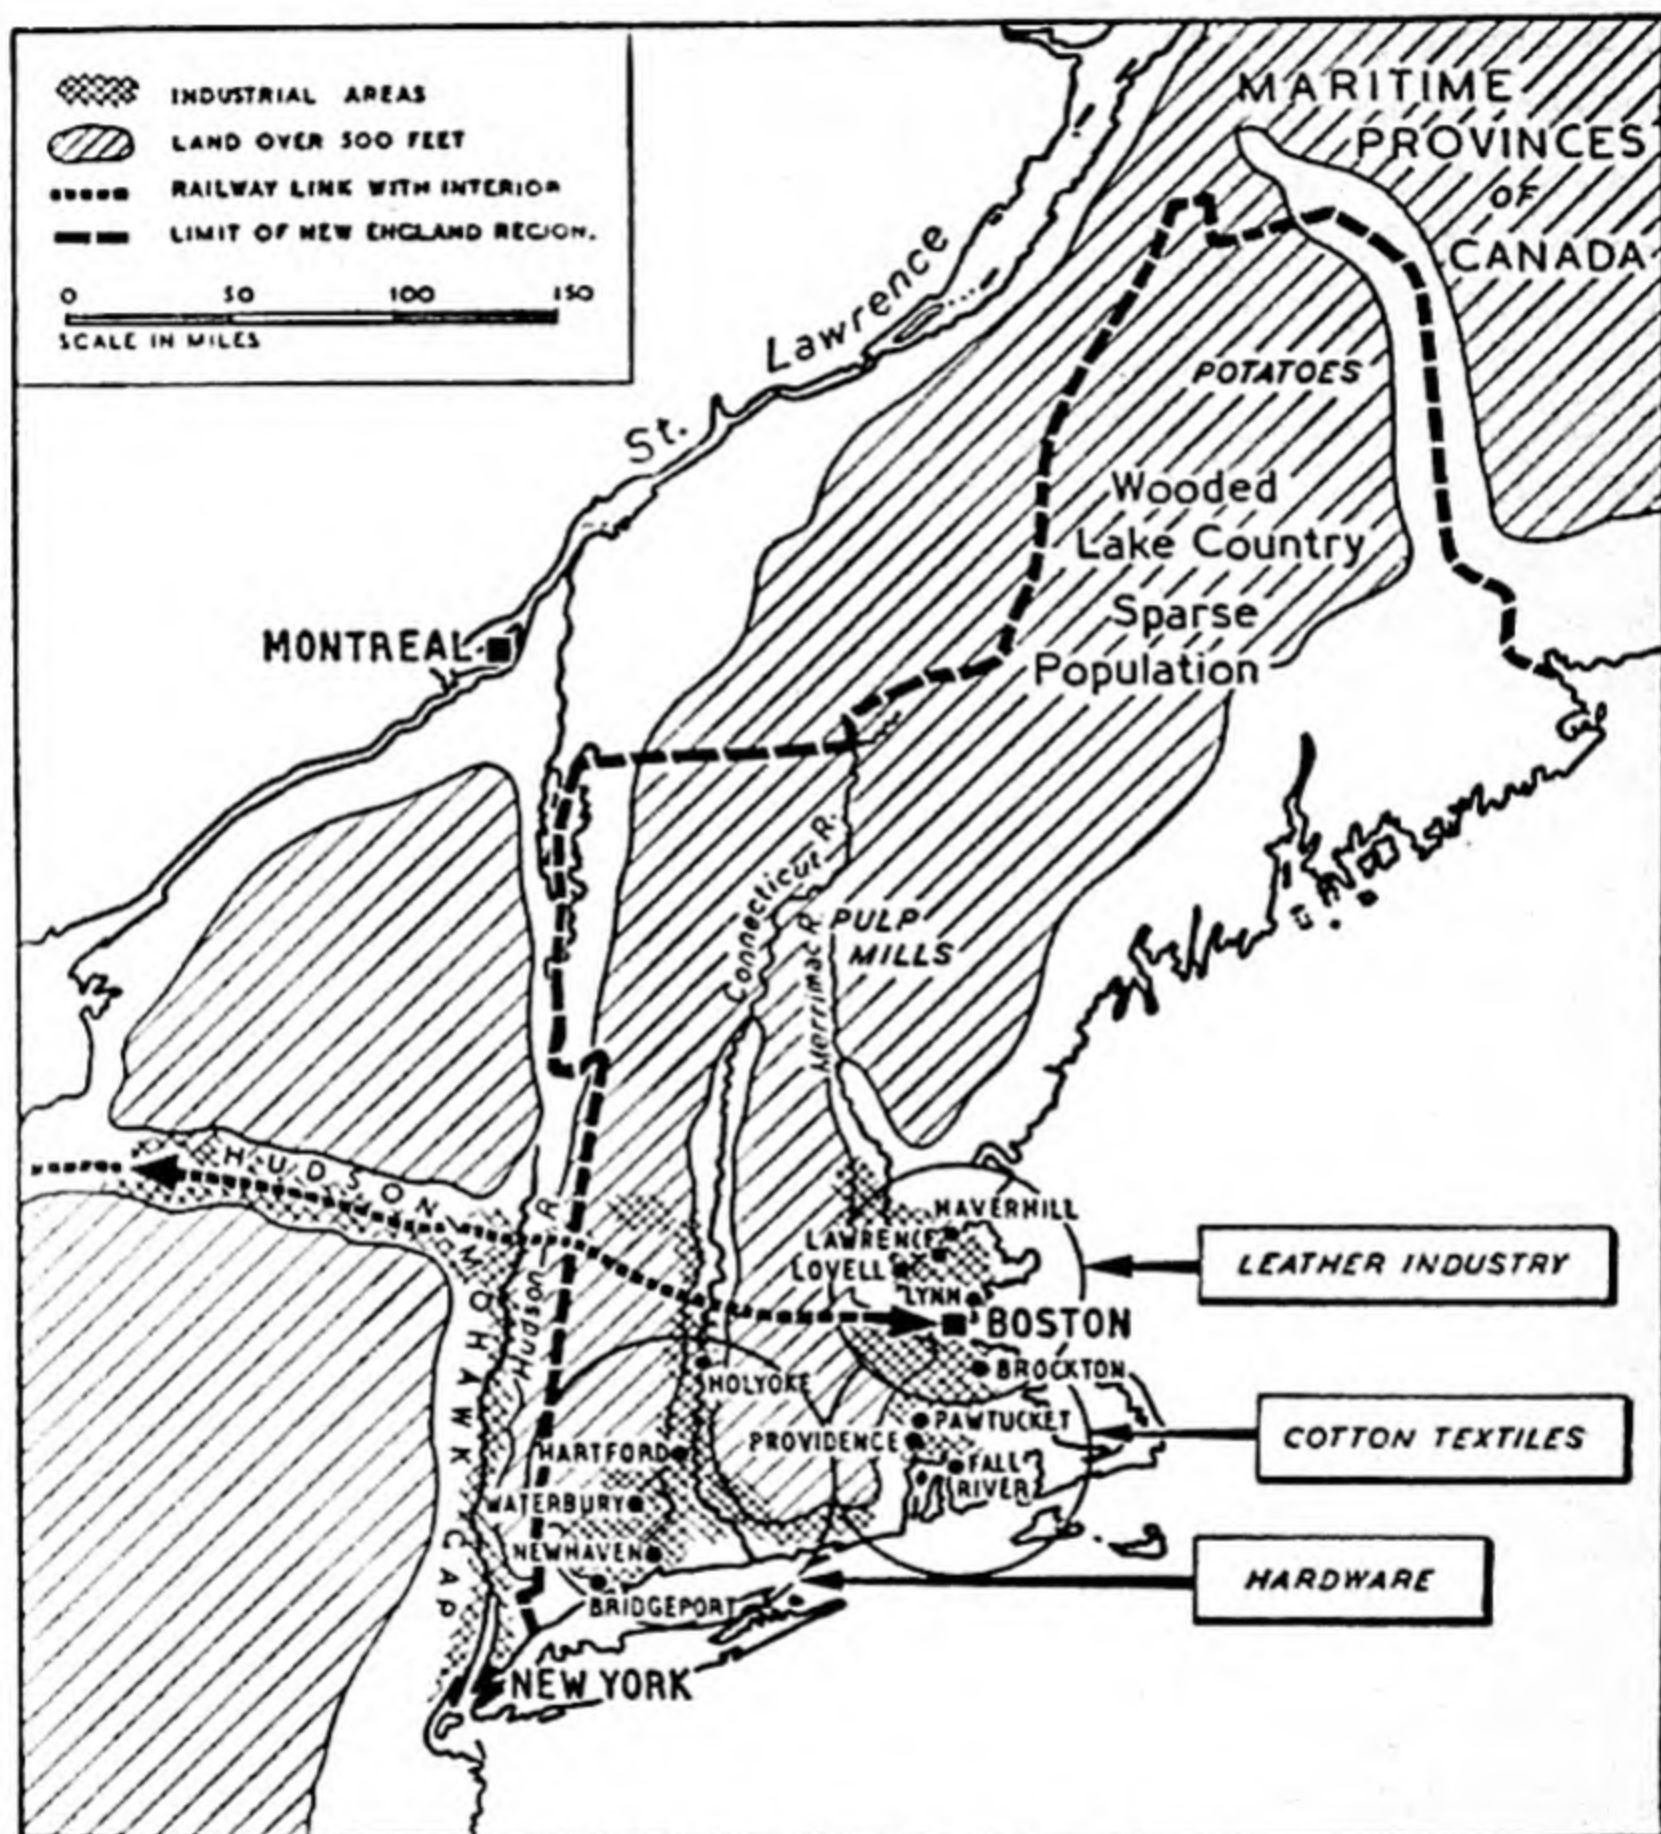 INDUSTRIAL AREAS
LAND OVER 500 FEET
RAILWAY LINK WITH INTERIOR
LIMIT OF NEW ENGLAND REGION.
0 50 100 150
SCALE IN MILES
MARITIME
PROVINCES
OF
CANADA
St. Lawrence
POTATOES
Wooded
Lake Country
Sparse
Population
MONTREAL
Connecticut R.
Merrimac R.
PULP
MILLS
HUDSON MOHAWK GAP
Hudson R.
HAVERHILL
LAWRENCE
LOVELL
LYNN
BOSTON
BROCKTON
LEATHER INDUSTRY
HOLYOKE
PAWTUCKET
PROVIDENCE
FALL
RIVER
COTTON TEXTILES
HARTFORD
WATERBURY
NEWHAVEN
BRIDGEPORT
HARDWARE
NEW YORK